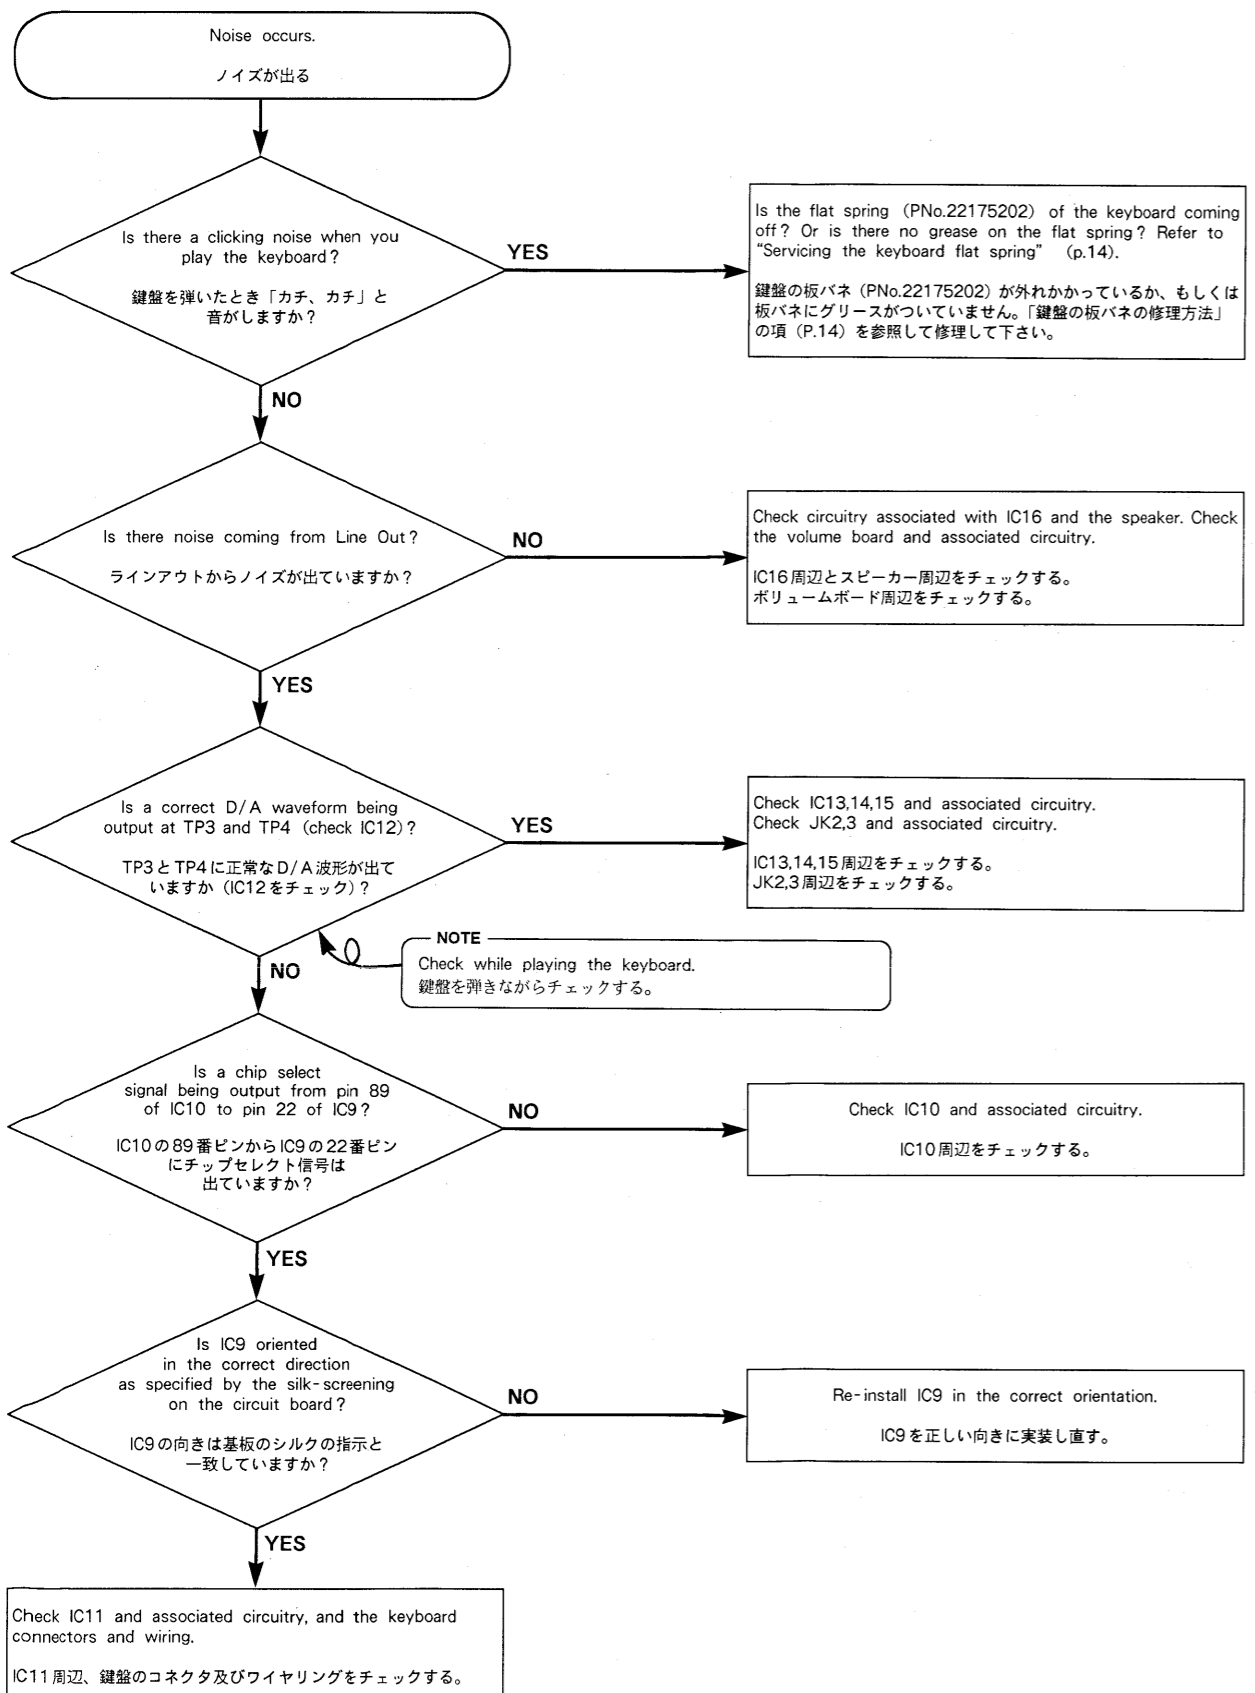 Noise occurs.
ノイズが出る
Is there a clicking noise when you
play the keyboard?
鍵盤を弾いたとき「カチ、カチ」と
音がしますか？
YES
Is the flat spring (PNo.22175202) of the keyboard coming
off? Or is there no grease on the flat spring? Refer to
“Servicing the keyboard flat spring” (p.14).
鍵盤の板バネ（PNo.22175202）が外れかかっているか、もしくは
板バネにグリースがついていません。「鍵盤の板バネの修理方法」
の項（P.14）を参照して修理して下さい。
NO
Is there noise coming from Line Out?
ラインアウトからノイズが出ていますか？
NO
Check circuitry associated with IC16 and the speaker. Check
the volume board and associated circuitry.
IC16周辺とスピーカー周辺をチェックする。
ボリュームボード周辺をチェックする。
YES
Is a correct D/A waveform being
output at TP3 and TP4 (check IC12)?
TP3とTP4に正常なD/A波形が出て
いますか（IC12をチェック）？
YES
Check IC13,14,15 and associated circuitry.
Check JK2,3 and associated circuitry.
IC13,14,15周辺をチェックする。
JK2,3周辺をチェックする。
NOTE
Check while playing the keyboard.
鍵盤を弾きながらチェックする。
NO
Is a chip select
signal being output from pin 89
of IC10 to pin 22 of IC9?
IC10の89番ピンからIC9の22番ピン
にチップセレクト信号は
出ていますか？
NO
Check IC10 and associated circuitry.
IC10周辺をチェックする。
YES
Is IC9 oriented
in the correct direction
as specified by the silk-screening
on the circuit board?
IC9の向きは基板のシルクの指示と
一致していますか？
NO
Re-install IC9 in the correct orientation.
IC9を正しい向きに実装し直す。
YES
Check IC11 and associated circuitry, and the keyboard
connectors and wiring.
IC11周辺、鍵盤のコネクタ及びワイヤリングをチェックする。